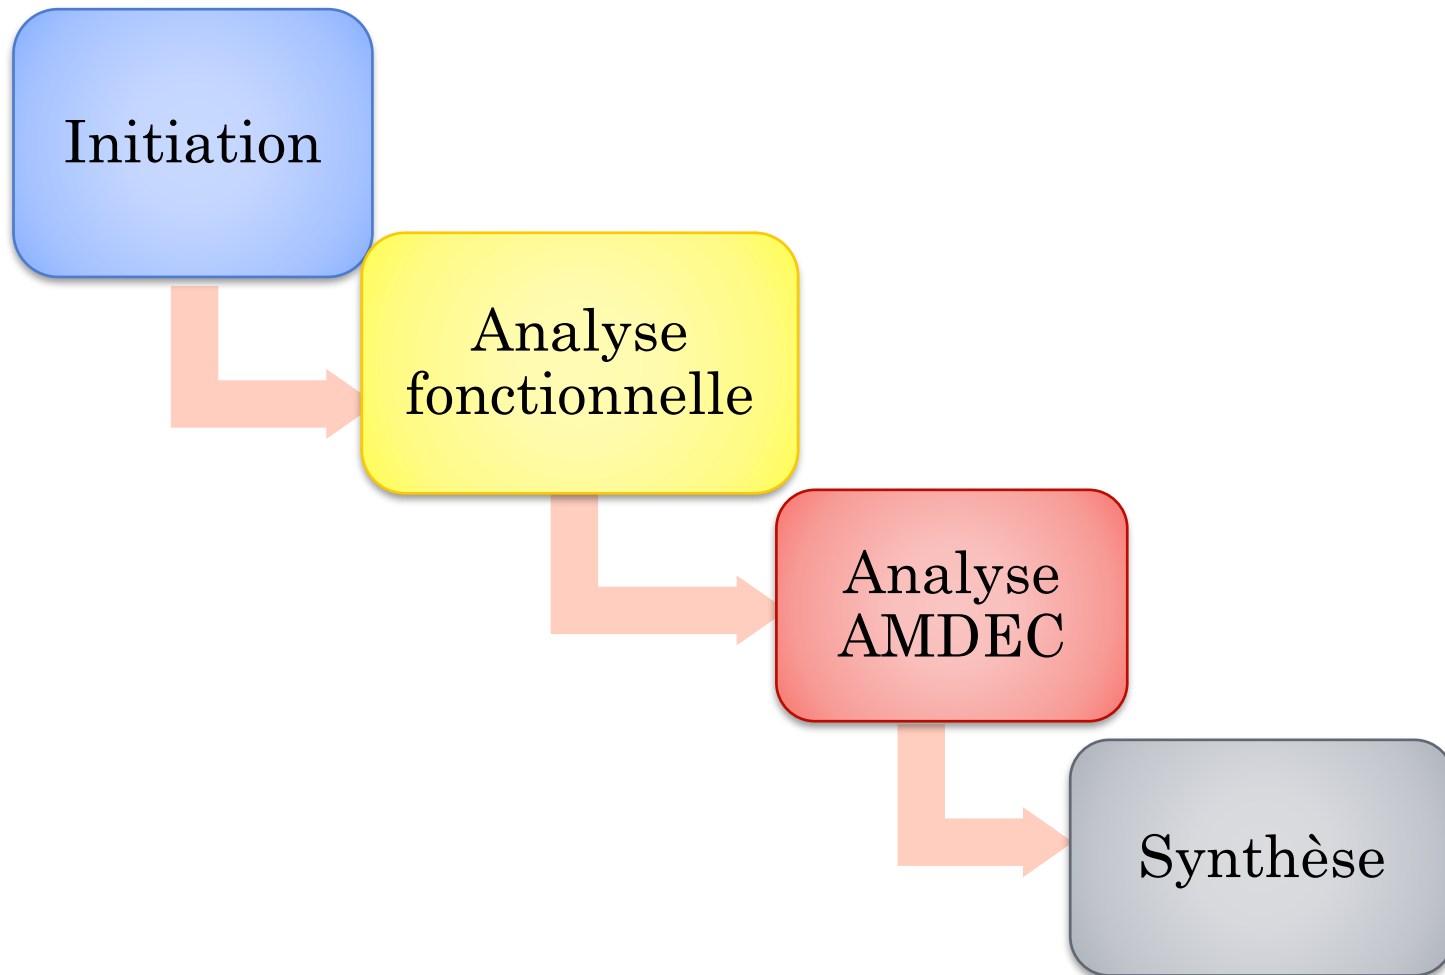 Initiation
Analyse
fonctionnelle
Analyse
AMDEC
Synthèse